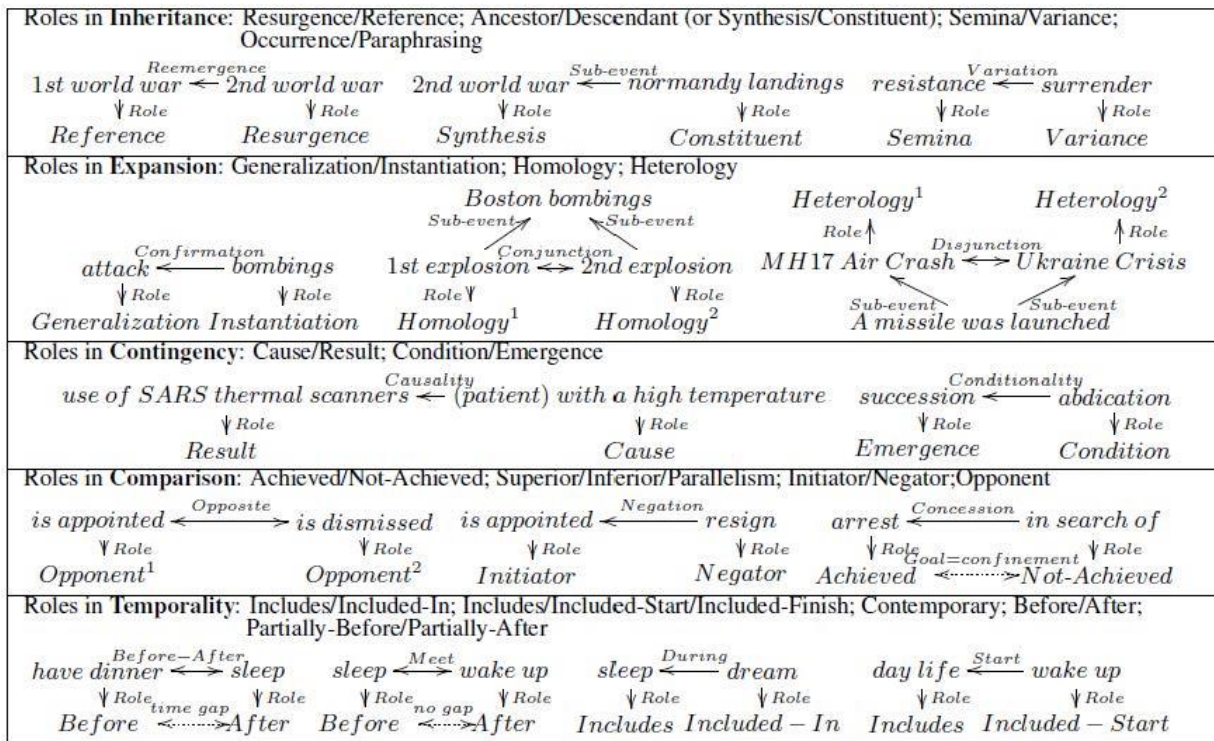 Roles in Inheritance: Resurgence/Reference; Ancestor/Descendant (or Synthesis/Constituent); Semina/Variance;
Occurrence/Paraphrasing
Reemergence Sub-event Variation
1st world war 2nd world war 2nd world war normandy landings resistance surrender
Role Role Role Role Role Role
Reference Resurgence Synthesis Constituent Semina Variance
Roles in Expansion: Generalization/Instantiation; Homology; Heterology
Boston bombings Heterology¹ Heterology²
Sub-event Sub-event Role Role
Confirmation Conjunction Disjunction
attack bombings 1st explosion 2nd explosion MH17 Air Crash Ukraine Crisis
Role Role Role Role Sub-event Sub-event
Generalization Instantiation Homology¹ Homology² A missile was launched
Roles in Contingency: Cause/Result; Condition/Emergence
Causality Conditionality
use of SARS thermal scanners (patient) with a high temperature succession abdication
Role Role Role Role
Result Cause Emergence Condition
Roles in Comparison: Achieved/Not-Achieved; Superior/Inferior/Parallelism; Initiator/Negator;Opponent
Opposite Negation Concession
is appointed is dismissed is appointed resign arrest in search of
Role Role Role Role Role Role
Goal=confinement
Opponent¹ Opponent² Initiator Negator Achieved Not-Achieved
Roles in Temporality: Includes/Included-In; Includes/Included-Start/Included-Finish; Contemporary; Before/After;
Partially-Before/Partially-After
Before-After Meet During Start
have dinner sleep sleep wake up sleep dream day life wake up
Role Role Role Role Role Role Role Role
time gap no gap
Before After Before After Includes Included-In Includes Included-Start